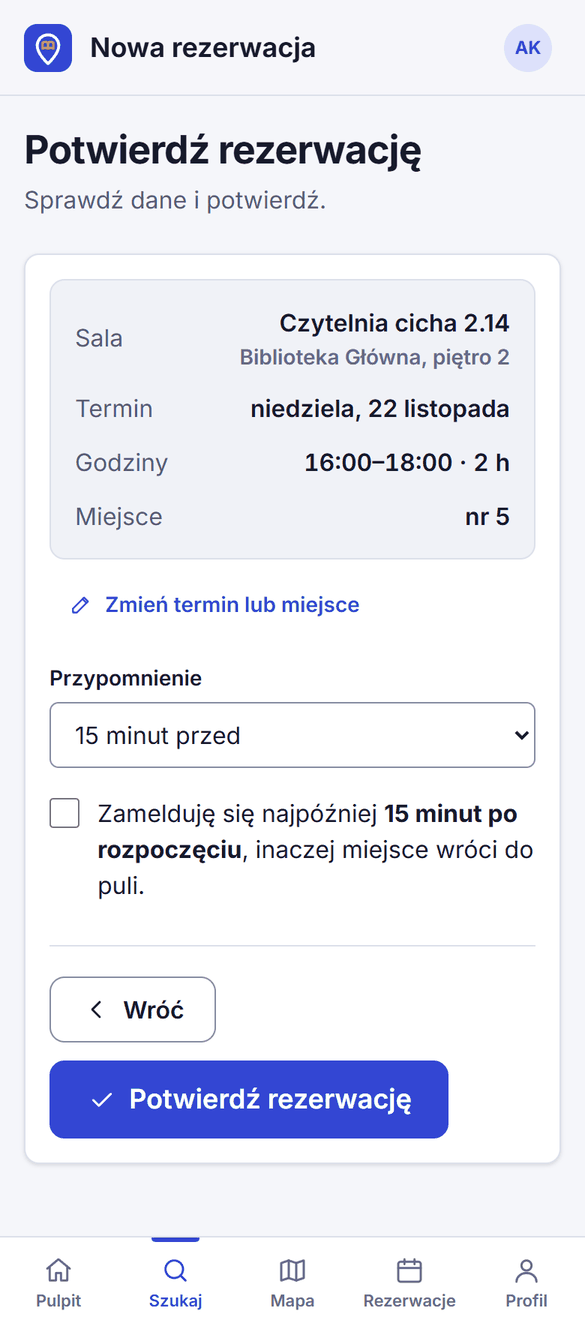 Nowa rezerwacja
AK
Potwierdź rezerwację
Sprawdź dane i potwierdź.
Sala
Czytelnia cicha 2.14
Biblioteka Główna, piętro 2
Termin
niedziela, 22 listopada
Godziny
16:00–18:00 · 2 h
Miejsce
nr 5
Zmień termin lub miejsce
Przypomnienie
15 minut przed
Zamelduję się najpóźniej 15 minut po
rozpoczęciu, inaczej miejsce wróci do
puli.
Wróć
Potwierdź rezerwację
Pulpit
Szukaj
Mapa
Rezerwacje
Profil